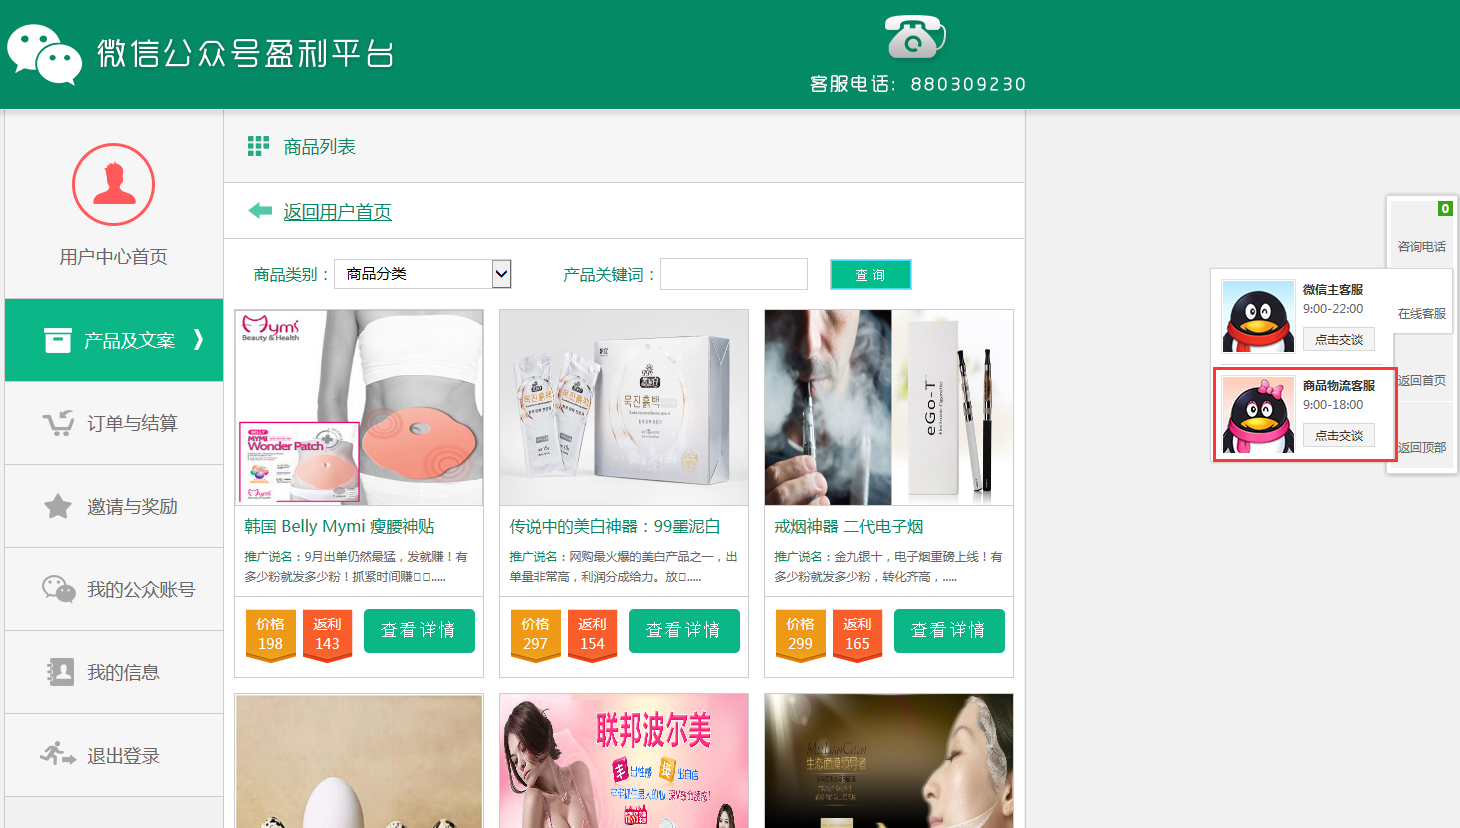 微信公众号盈利平台
客服电话: 880309230
用户中心首页
产品及文案
订单与结算
邀请与奖励
我的公众账号
我的信息
退出登录
商品列表
返回用户首页
商品类别：
商品分类
产品关键词：
查 询
Mymi
Beauty & Health
BELLY
MYMI
Wonder Patch
Mymi
韩国 Belly Mymi 瘦腰神贴
推广说名：9月出单仍然最猛，发就赚！有
多少粉就发多少粉！抓紧时间赚.....
价格
198
返利
143
查看详情
传说中的美白神器：99墨泥白
推广说名：网购最火爆的美白产品之一，出
单量非常高，利润分成给力。放.....
价格
297
返利
154
查看详情
eGo-T
Electronic Cigarette
戒烟神器 二代电子烟
推广说名：金九银十，电子烟重磅上线！有
多少粉就发多少粉，转化齐高，.....
价格
299
返利
165
查看详情
联邦波尔美
生态面膜领导者
0
咨询电话
在线客服
返回首页
返回顶部
微信主客服
9:00-22:00
点击交谈
商品物流客服
9:00-18:00
点击交谈